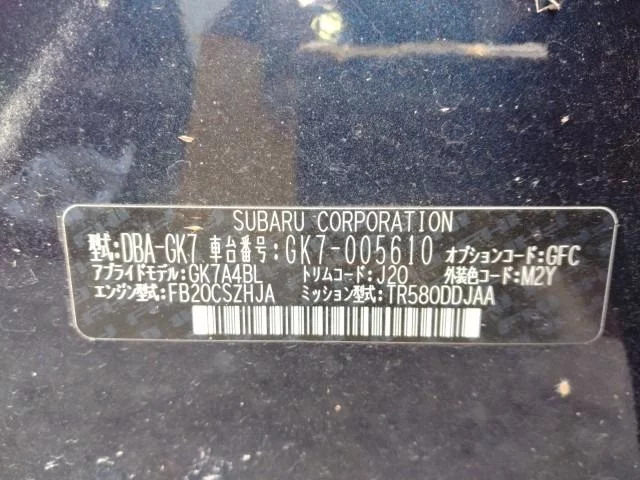 SUBARU CORPORATION
型式:DBA-GK7 車台番号:GK7-005610 オプションコード:GFC
アプライドモデル:GK7A4BL トリムコード:J20 外装色コード:M2Y
エンジン型式:FB20CSZHJA ミッション型式:TR580DDJAA